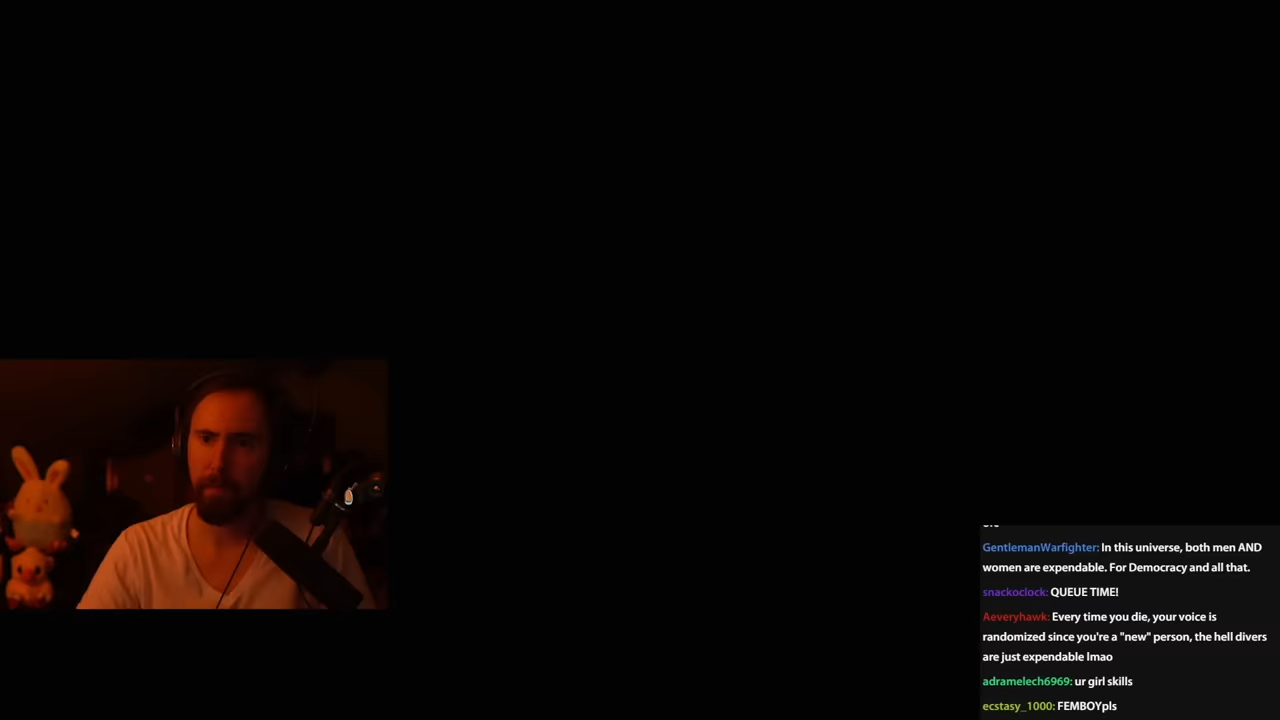 GentlemanWarfighter: In this universe, both men AND
women are expendable. For Democracy and all that.
snackoclock: QUEUE TIME!
Aeveryhawk: Every time you die, your voice is
randomized since you're a "new" person, the hell divers
are just expendable lmao
adramelech6969: ur girl skills
ecstasy_1000: FEMBOYpls